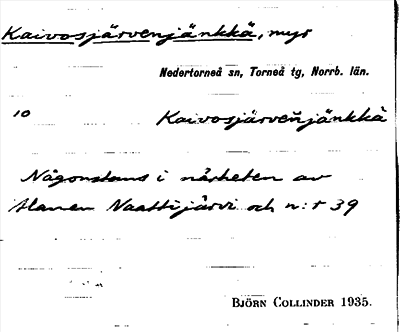 Kaivosjärvenjänkkä, myr
Nedertorneå sn, Torneå tg, Norrb. län.
10 Kaivosjärvenjänkkä
Någonstans i närheten av
Naattijärvi och n:r 39
BJÖRN COLLINDER 1935.